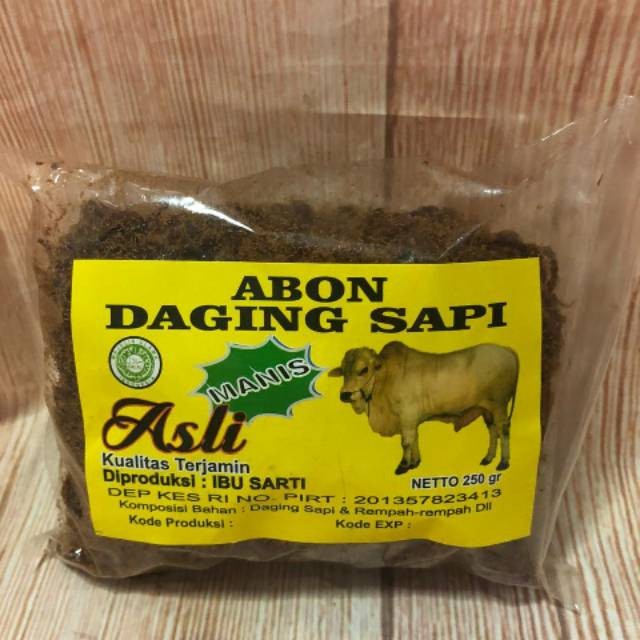 ABON
DAGING SAPI
MANIS
Asli
Kualitas Terjamin
Diproduksi : IBU SARTI
NETTO 250 gr
DEP KES RI NO. PIRT : 201357823413
Komposisi Bahan : Daging Sapi & Rempah-rempah Dll
Kode Produksi :
Kode EXP :